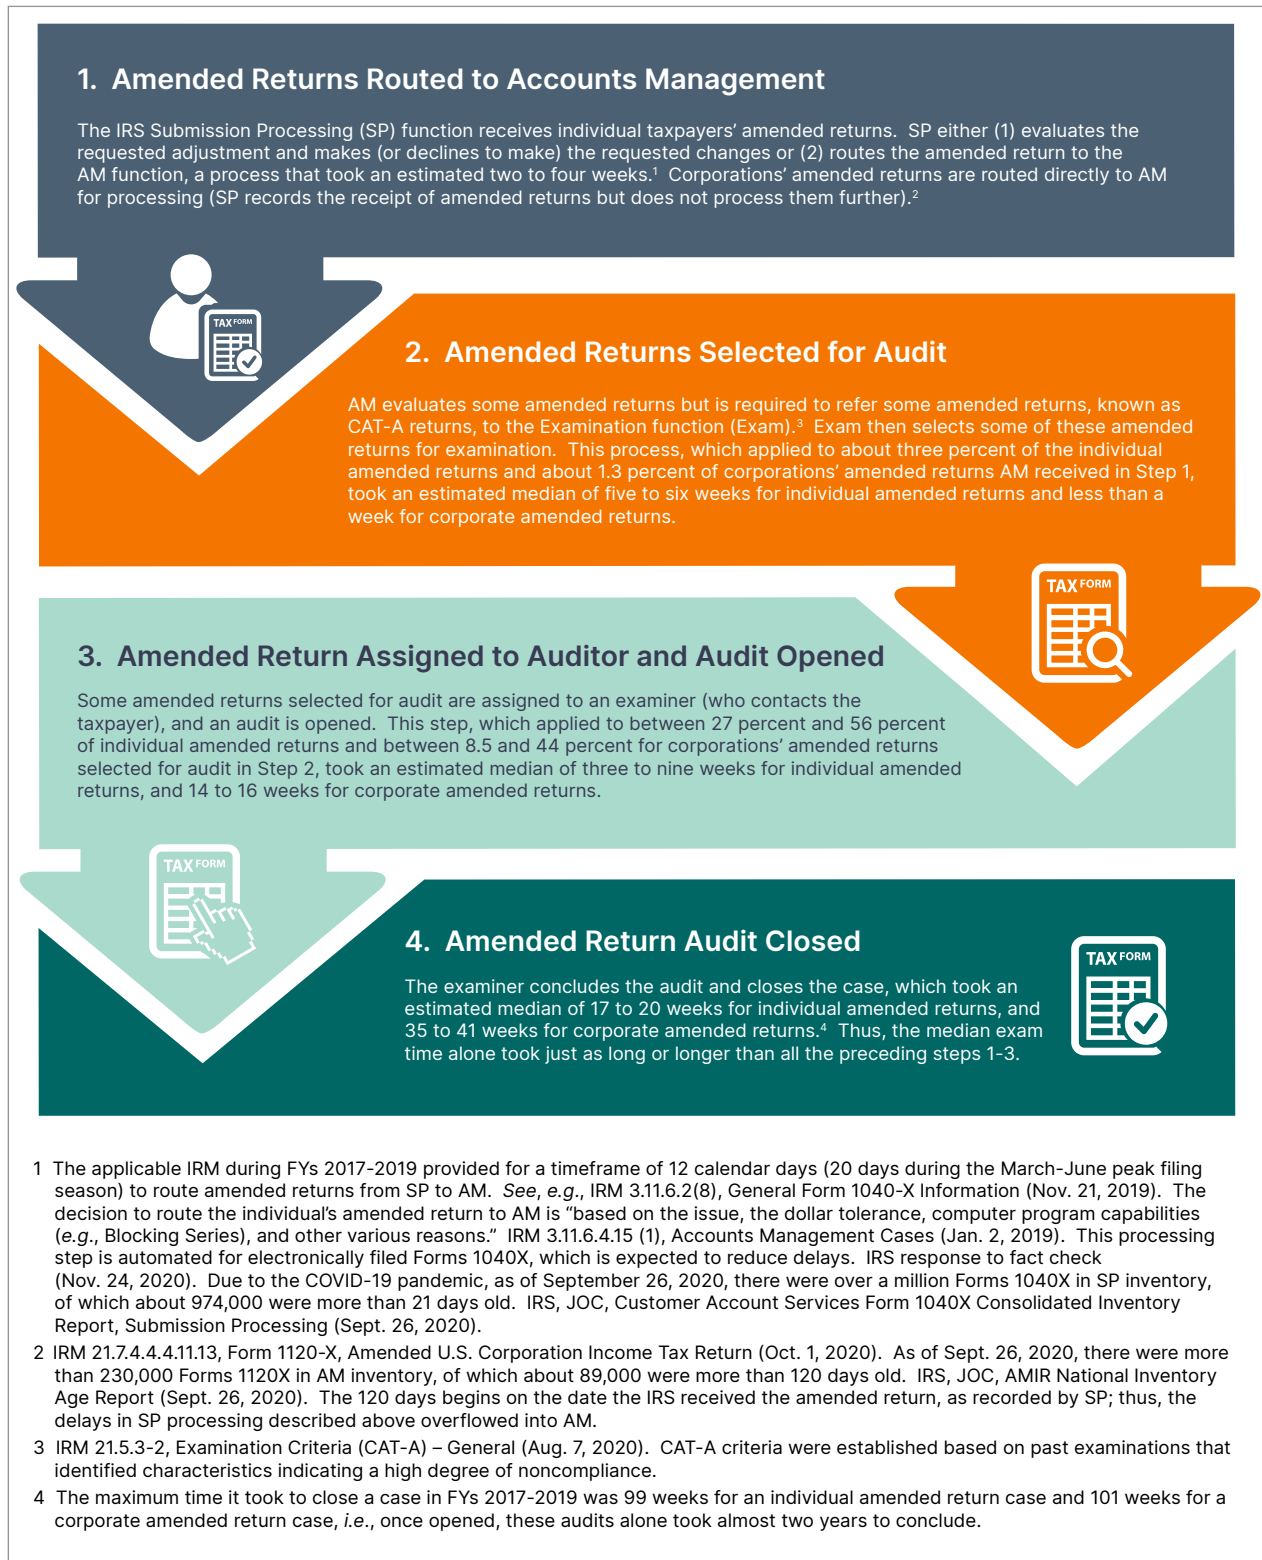 1. Amended Returns Routed to Accounts Management
The IRS Submission Processing (SP) function receives individual taxpayers’ amended returns. SP either (1) evaluates the
requested adjustment and makes (or declines to make) the requested changes or (2) routes the amended return to the
AM function, a process that took an estimated two to four weeks.1 Corporations’ amended returns are routed directly to AM
for processing (SP records the receipt of amended returns but does not process them further).2
TAX FORM
2. Amended Returns Selected for Audit
AM evaluates some amended returns but is required to refer some amended returns, known as
CAT-A returns, to the Examination function (Exam).3 Exam then selects some of these amended
returns for examination. This process, which applied to about three percent of the individual
amended returns and about 1.3 percent of corporations’ amended returns AM received in Step 1,
took an estimated median of five to six weeks for individual amended returns and less than a
week for corporate amended returns.
TAX FORM
3. Amended Return Assigned to Auditor and Audit Opened
Some amended returns selected for audit are assigned to an examiner (who contacts the
taxpayer), and an audit is opened. This step, which applied to between 27 percent and 56 percent
of individual amended returns and between 8.5 and 44 percent for corporations’ amended returns
selected for audit in Step 2, took an estimated median of three to nine weeks for individual amended
returns, and 14 to 16 weeks for corporate amended returns.
TAX FORM
4. Amended Return Audit Closed
The examiner concludes the audit and closes the case, which took an
estimated median of 17 to 20 weeks for individual amended returns, and
35 to 41 weeks for corporate amended returns.4 Thus, the median exam
time alone took just as long or longer than all the preceding steps 1-3.
TAX FORM
1 The applicable IRM during FYs 2017-2019 provided for a timeframe of 12 calendar days (20 days during the March-June peak filing
season) to route amended returns from SP to AM. See, e.g., IRM 3.11.6.2(8), General Form 1040-X Information (Nov. 21, 2019). The
decision to route the individual’s amended return to AM is “based on the issue, the dollar tolerance, computer program capabilities
(e.g., Blocking Series), and other various reasons.” IRM 3.11.6.4.15 (1), Accounts Management Cases (Jan. 2, 2019). This processing
step is automated for electronically filed Forms 1040X, which is expected to reduce delays. IRS response to fact check
(Nov. 24, 2020). Due to the COVID-19 pandemic, as of September 26, 2020, there were over a million Forms 1040X in SP inventory,
of which about 974,000 were more than 21 days old. IRS, JOC, Customer Account Services Form 1040X Consolidated Inventory
Report, Submission Processing (Sept. 26, 2020).
2 IRM 21.7.4.4.4.11.13, Form 1120-X, Amended U.S. Corporation Income Tax Return (Oct. 1, 2020). As of Sept. 26, 2020, there were more
than 230,000 Forms 1120X in AM inventory, of which about 89,000 were more than 120 days old. IRS, JOC, AMIR National Inventory
Age Report (Sept. 26, 2020). The 120 days begins on the date the IRS received the amended return, as recorded by SP; thus, the
delays in SP processing described above overflowed into AM.
3 IRM 21.5.3-2, Examination Criteria (CAT-A) – General (Aug. 7, 2020). CAT-A criteria were established based on past examinations that
identified characteristics indicating a high degree of noncompliance.
4 The maximum time it took to close a case in FYs 2017-2019 was 99 weeks for an individual amended return case and 101 weeks for a
corporate amended return case, i.e., once opened, these audits alone took almost two years to conclude.